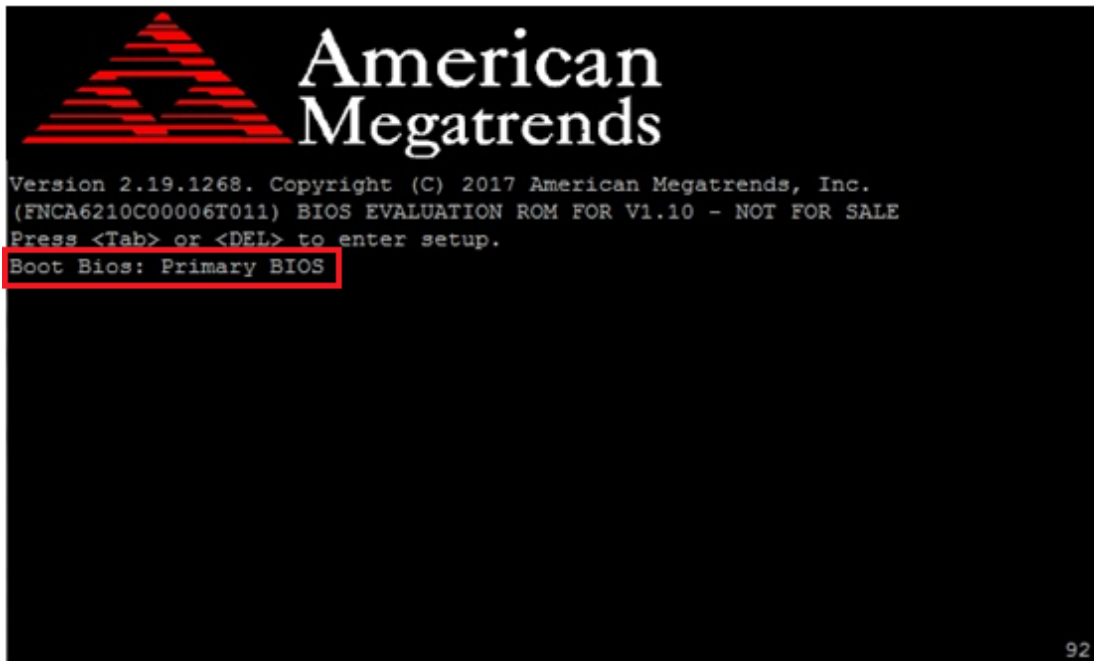 American
Megatrends
Version 2.19.1268. Copyright (C) 2017 American Megatrends, Inc.
(FNCA6210C00006T011) BIOS EVALUATION ROM FOR V1.10 - NOT FOR SALE
Press <Tab> or <DEL> to enter setup.
Boot Bios: Primary BIOS
92